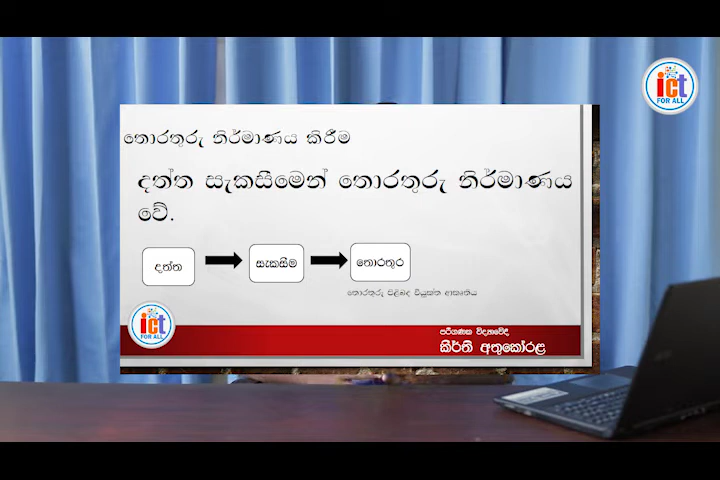 ict
FOR ALL
තොරතුරු නිර්මාණය කිරීම
දත්ත සැකසීමෙන් තොරතුරු නිර්මාණය
වේ.
දත්ත
සැකසීම
තොරතුර
තොරතුරු පිළිබඳ වියුක්ත ආකෘතිය
ict
FOR ALL
පරිගණක විද්‍යාවේදී
කීර්ති අතුකෝරළ